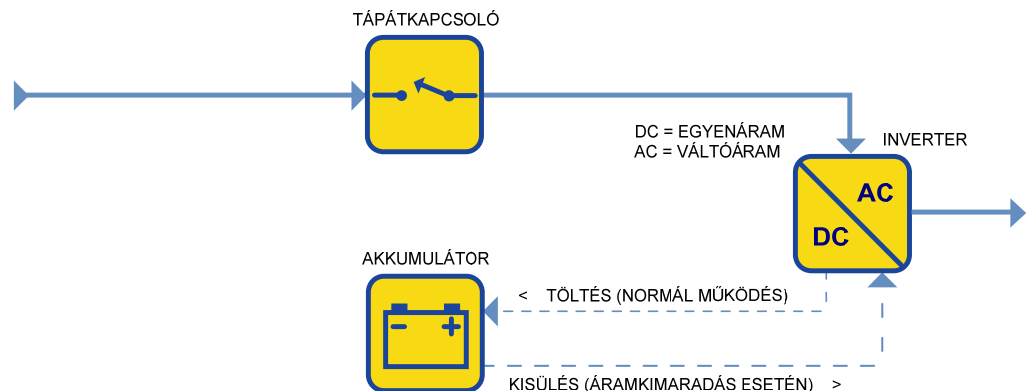 TÁPÁTKAPCSOLÓ
DC = EGYENÁRAM
AC = VÁLTÓÁRAM
INVERTER
AC
DC
AKKUMULÁTOR
< TÖLTÉS (NORMÁL MŰKÖDÉS)
- +
KISÜLÉS (ÁRAMKIMARADÁS ESETÉN) >